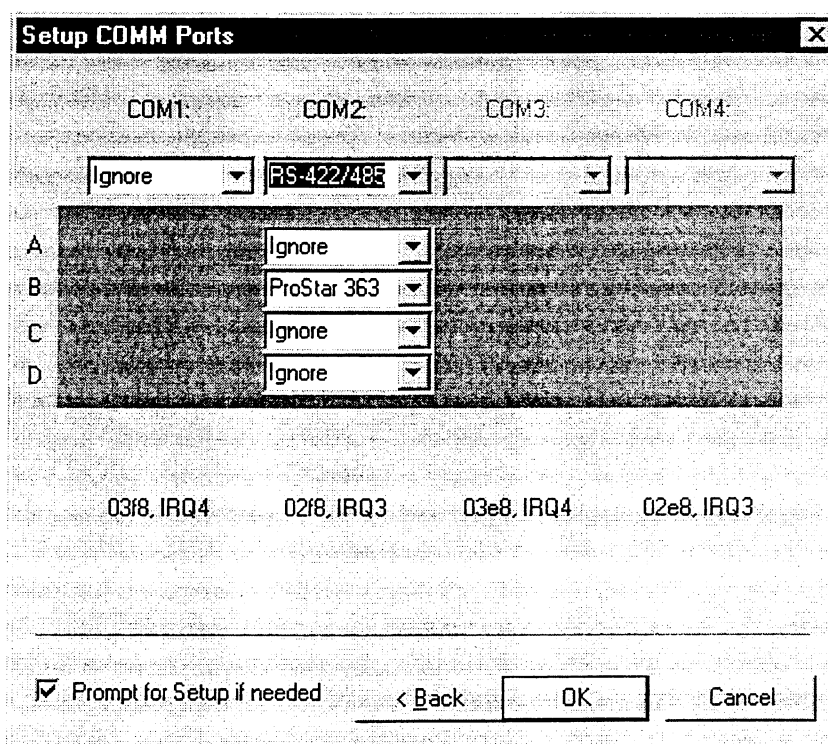 Setup COMM Ports
COM1: COM2: COM3: COM4:
Ignore RS-422/485
A Ignore
B ProStar 363
C Ignore
D Ignore
03f8, IRQ4 02f8, IRQ3 03e8, IRQ4 02e8, IRQ3
Prompt for Setup if needed < Back OK Cancel